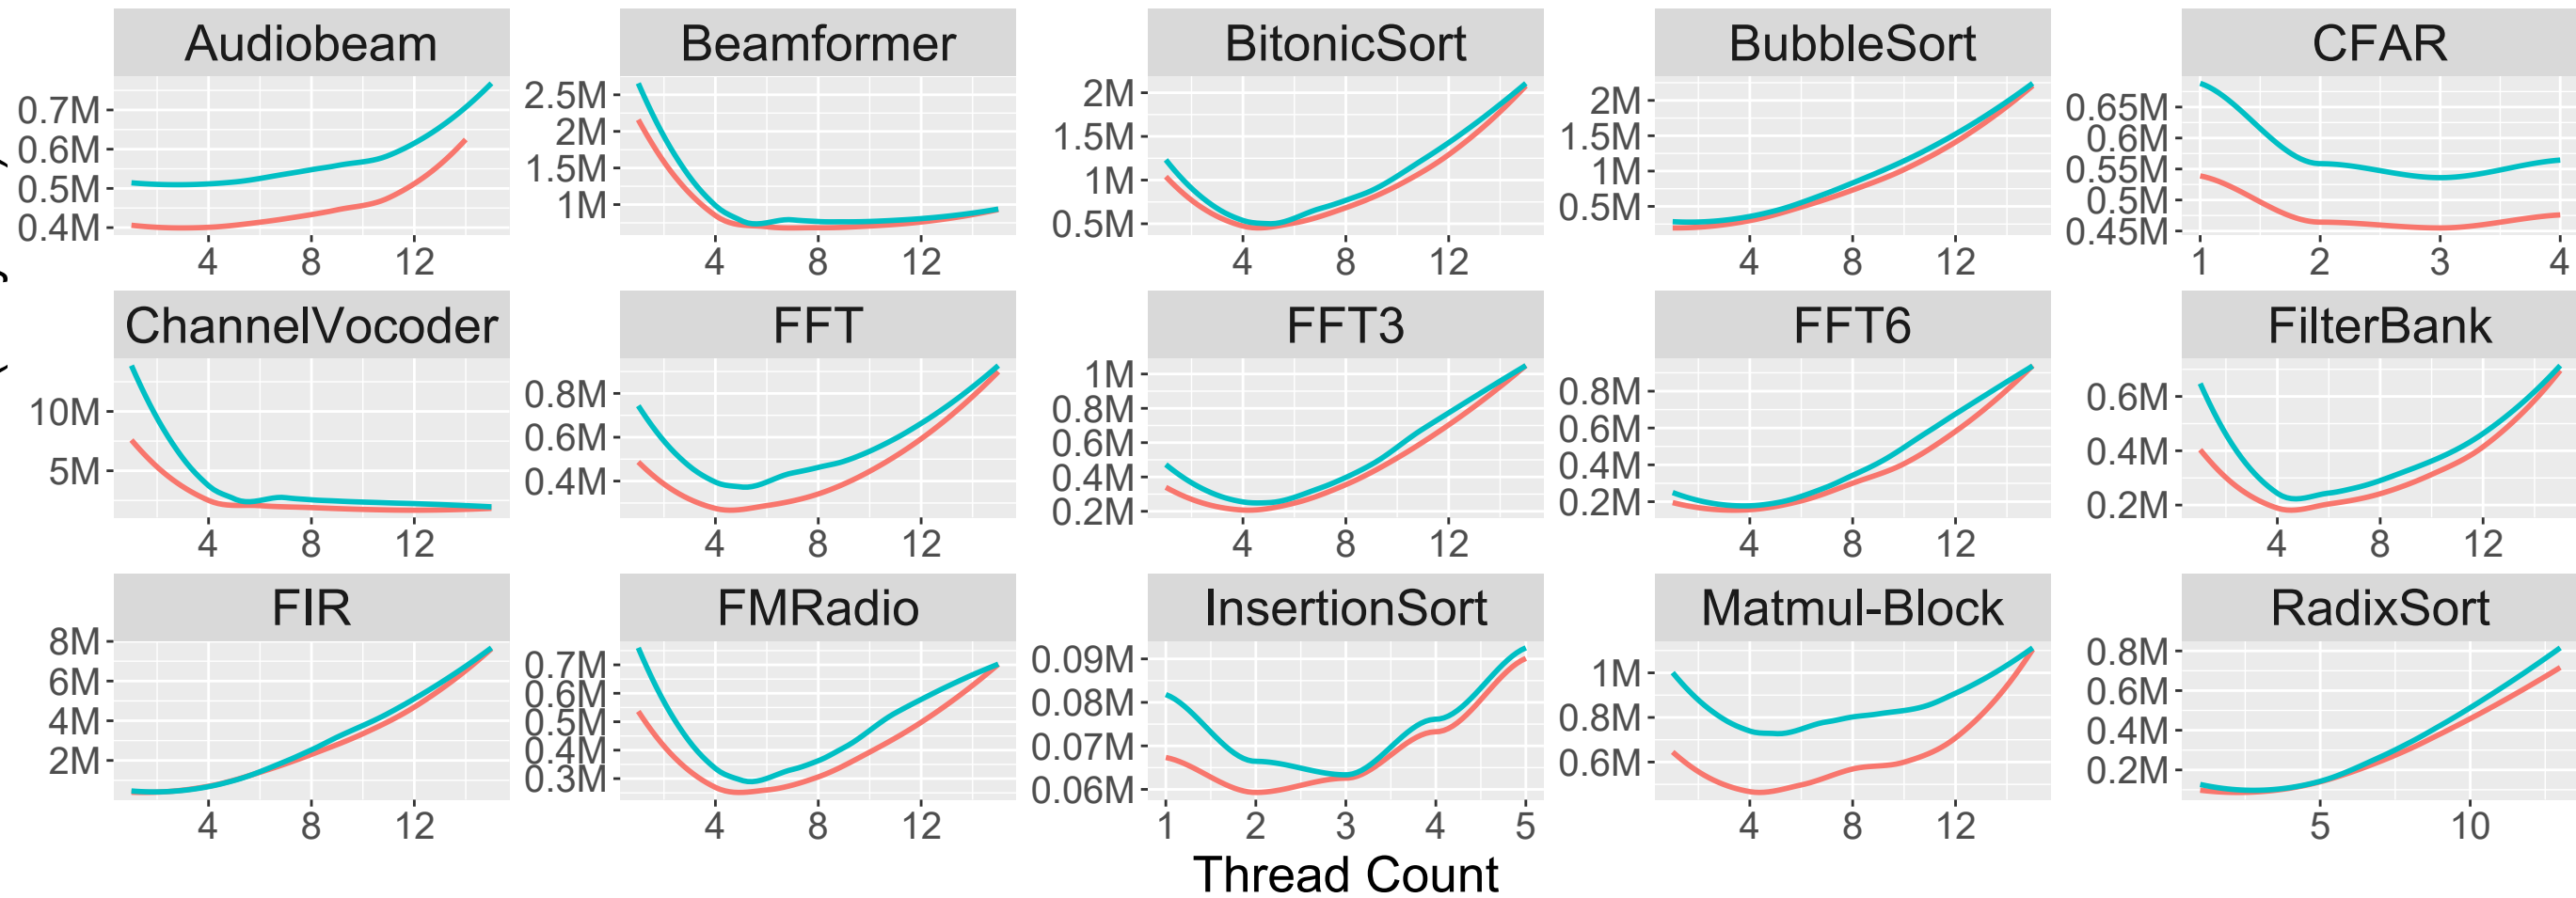 Audiobeam Beamformer BitonicSort BubbleSort CFAR
0.7M
0.6M
0.5M
0.4M
4 8 12
2.5M
2M
1.5M
1M
4 8 12
2M
1.5M
1M
0.5M
4 8 12
2M
1.5M
1M
0.5M
4 8 12
0.65M
0.6M
0.55M
0.5M
0.45M
1 2 3 4
ChannelVocoder FFT FFT3 FFT6 FilterBank
10M
5M
4 8 12
0.8M
0.6M
0.4M
4 8 12
1M
0.8M
0.6M
0.4M
0.2M
4 8 12
0.8M
0.6M
0.4M
0.2M
4 8 12
0.6M
0.4M
0.2M
4 8 12
FIR FMRadio InsertionSort Matmul-Block RadixSort
8M
6M
4M
2M
4 8 12
0.7M
0.6M
0.5M
0.4M
0.3M
4 8 12
0.09M
0.08M
0.07M
0.06M
1 2 3 4 5
1M
0.8M
0.6M
4 8 12
0.8M
0.6M
0.4M
0.2M
5 10
Thread Count